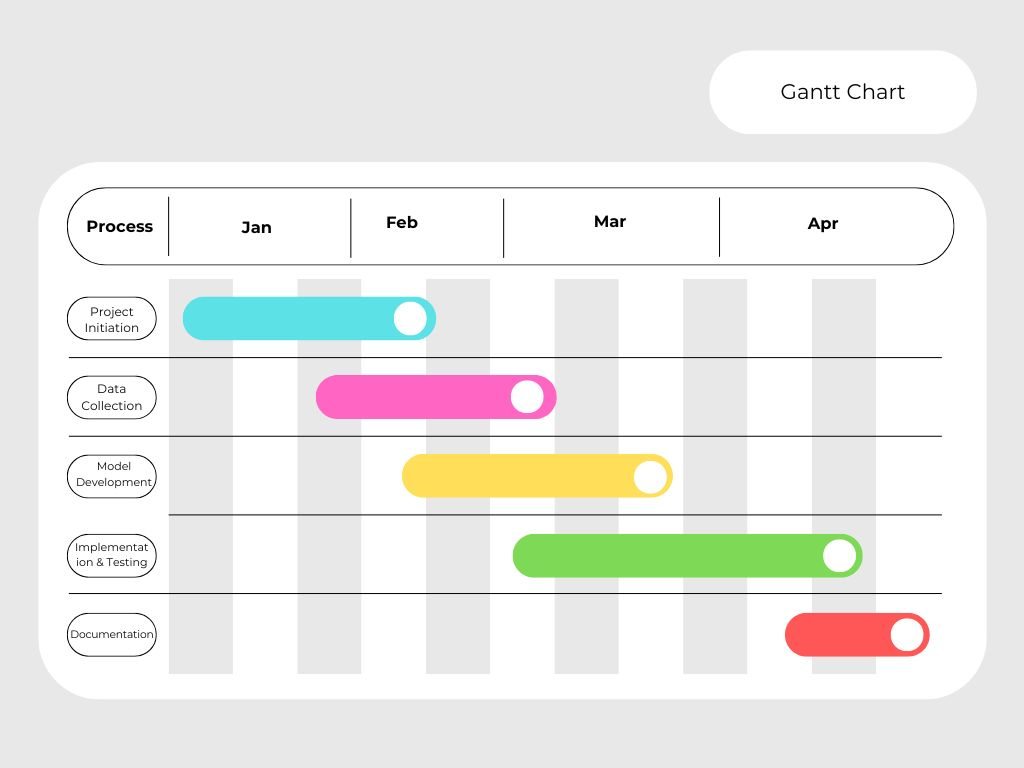 Gantt Chart
Process
Jan
Feb
Mar
Apr
Project
Initiation
Data
Collection
Model
Development
Implementat
ion & Testing
Documentation